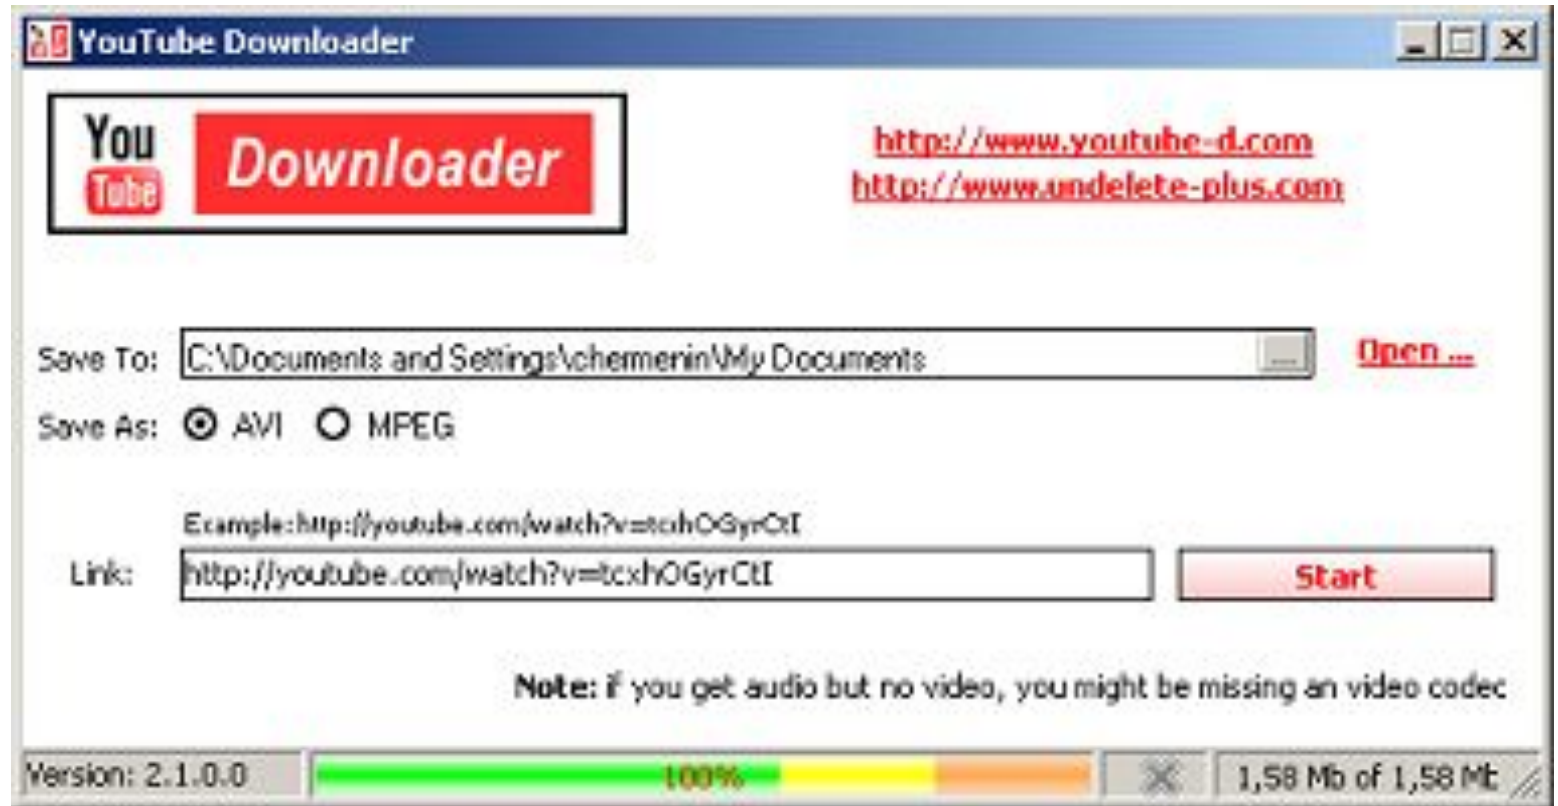 YouTube Downloader
You
Tube
Downloader
http://www.youtube-d.com
http://www.undelete-plus.com
Save To: C:\Documents and Settings\chermenin\My Documents ... Open ...
Save As: AVI MPEG
Example: http://youtube.com/watch?v=tcxhOGyrCtI
Link: http://youtube.com/watch?v=tcxhOGyrCtI Start
Note: if you get audio but no video, you might be missing an video codec
Version: 2.1.0.0 100% 1,58 Mb of 1,58 Mb